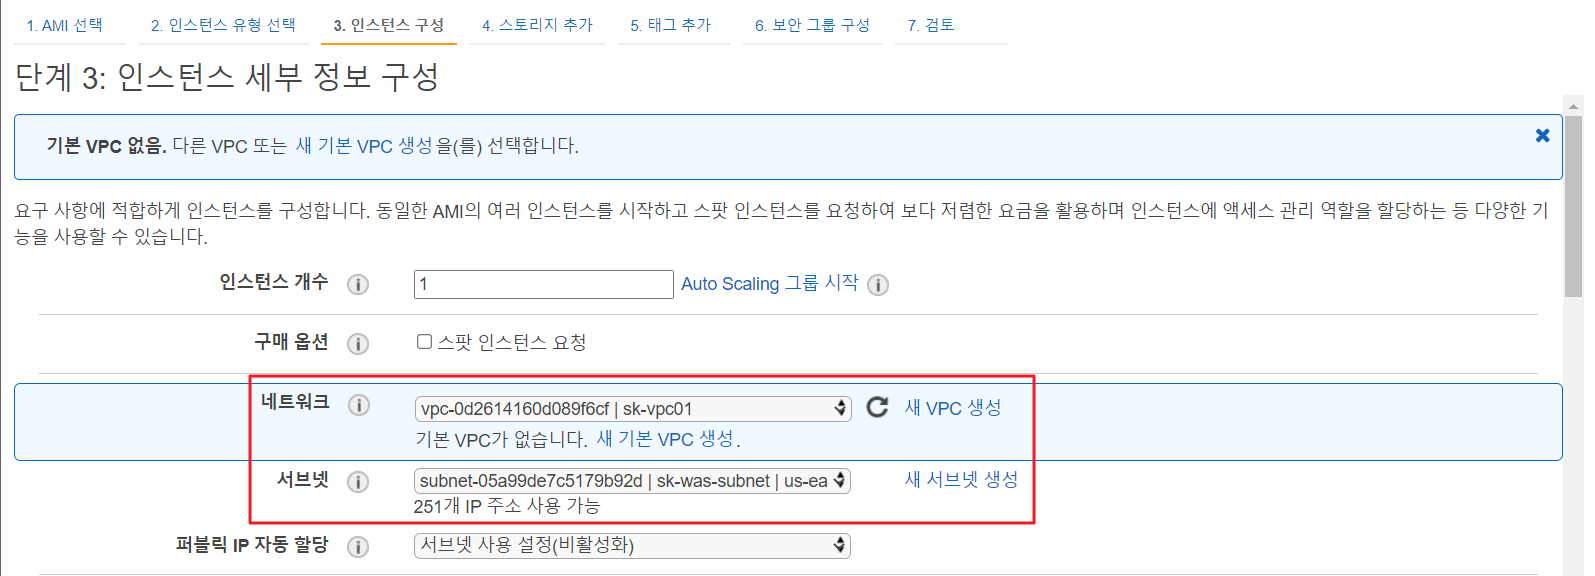 1. AMI 선택 2. 인스턴스 유형 선택 3. 인스턴스 구성 4. 스토리지 추가 5. 태그 추가 6. 보안 그룹 구성 7. 검토
단계 3: 인스턴스 세부 정보 구성
기본 VPC 없음. 다른 VPC 또는 새 기본 VPC 생성을(를) 선택합니다.
요구 사항에 적합하게 인스턴스를 구성합니다. 동일한 AMI의 여러 인스턴스를 시작하고 스팟 인스턴스를 요청하여 보다 저렴한 요금을 활용하며 인스턴스에 액세스 관리 역할을 할당하는 등 다양한 기
능을 사용할 수 있습니다.
인스턴스 개수 1 Auto Scaling 그룹 시작
구매 옵션 스팟 인스턴스 요청
네트워크 vpc-0d2614160d089f6cf | sk-vpc01 새 VPC 생성
기본 VPC가 없습니다. 새 기본 VPC 생성.
서브넷 subnet-05a99de7c5179b92d | sk-was-subnet | us-ea 새 서브넷 생성
251개 IP 주소 사용 가능
퍼블릭 IP 자동 할당 서브넷 사용 설정(비활성화)